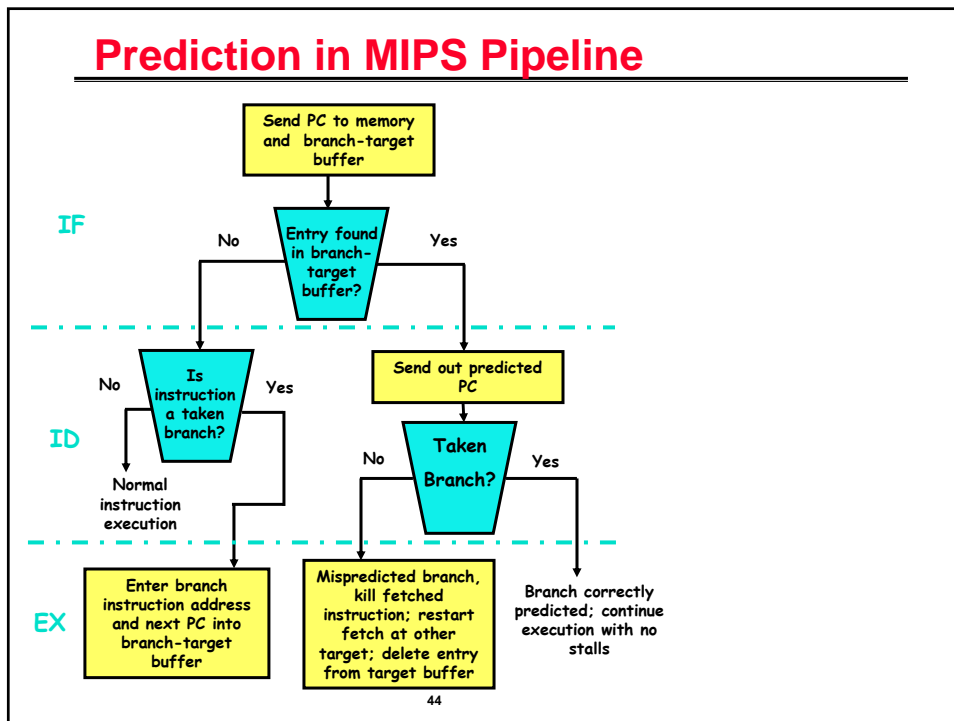 Prediction in MIPS Pipeline
Send PC to memory
and branch-target
buffer
IF
No
Entry found
in branch-
target
buffer?
Yes
No
Is
instruction
a taken
branch?
Yes
Send out predicted
PC
ID
Normal
instruction
execution
No
Taken
Branch?
Yes
EX
Enter branch
instruction address
and next PC into
branch-target
buffer
Mispredicted branch,
kill fetched
instruction; restart
fetch at other
target; delete entry
from target buffer
Branch correctly
predicted; continue
execution with no
stalls
44